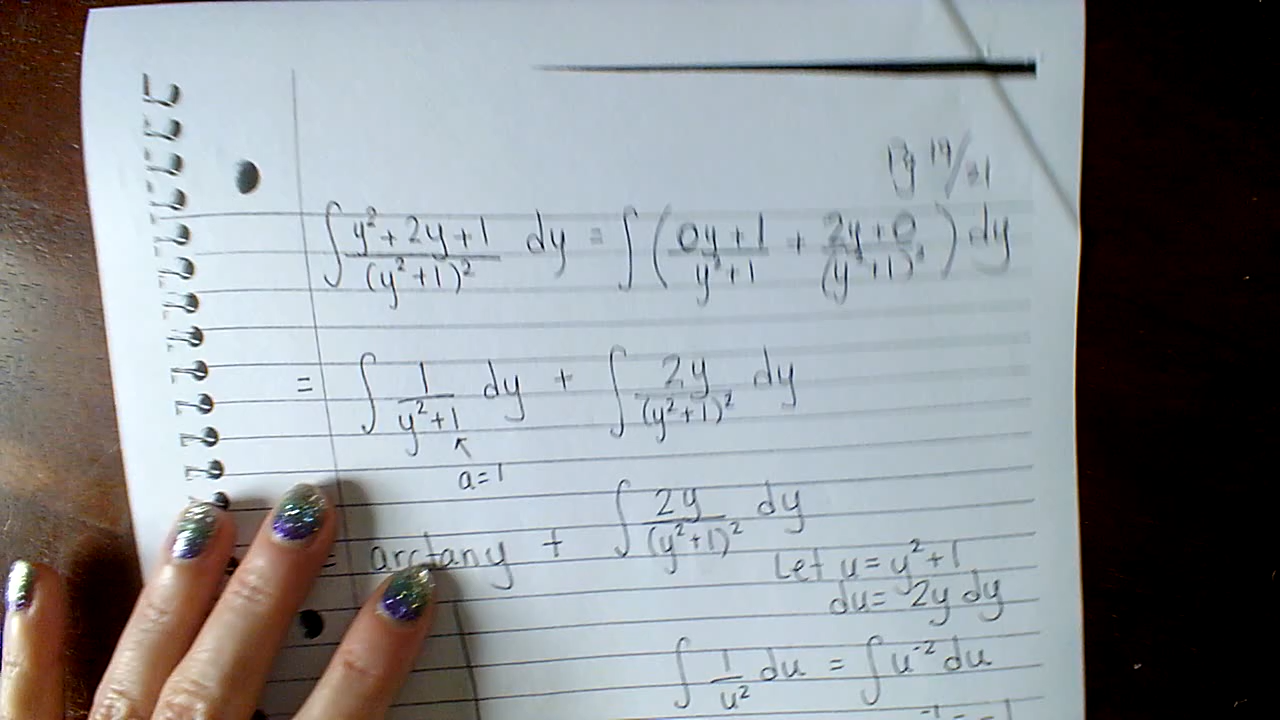 Pg 19/21
∫ y²+2y+1/(y²+1)² dy = ∫ (0y+1/y²+1 + 2y+0/(y²+1)²) dy
= ∫ 1/y²+1 dy + ∫ 2y/(y²+1)² dy
a=1
= arctany + ∫ 2y/(y²+1)² dy
Let u = y²+1
du = 2y dy
∫ 1/u² du = ∫ u⁻² du